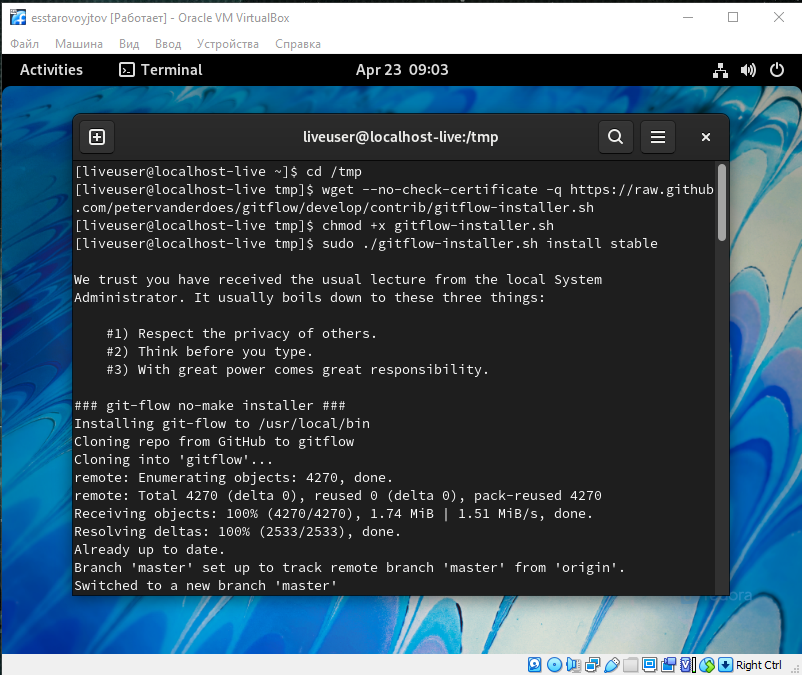 esstarovoyjtov [Работает] - Oracle VM VirtualBox
Файл Машина Вид Ввод Устройства Справка
Activities Terminal Apr 23 09:03
liveuser@localhost-live:/tmp
[liveuser@localhost-live ~]$ cd /tmp
[liveuser@localhost-live tmp]$ wget --no-check-certificate -q https://raw.github
.com/petervanderdoes/gitflow/develop/contrib/gitflow-installer.sh
[liveuser@localhost-live tmp]$ chmod +x gitflow-installer.sh
[liveuser@localhost-live tmp]$ sudo ./gitflow-installer.sh install stable
We trust you have received the usual lecture from the local System
Administrator. It usually boils down to these three things:
#1) Respect the privacy of others.
#2) Think before you type.
#3) With great power comes great responsibility.
### git-flow no-make installer ###
Installing git-flow to /usr/local/bin
Cloning repo from GitHub to gitflow
Cloning into 'gitflow'...
remote: Enumerating objects: 4270, done.
remote: Total 4270 (delta 0), reused 0 (delta 0), pack-reused 4270
Receiving objects: 100% (4270/4270), 1.74 MiB | 1.51 MiB/s, done.
Resolving deltas: 100% (2533/2533), done.
Already up to date.
Branch 'master' set up to track remote branch 'master' from 'origin'.
Switched to a new branch 'master'
Right Ctrl